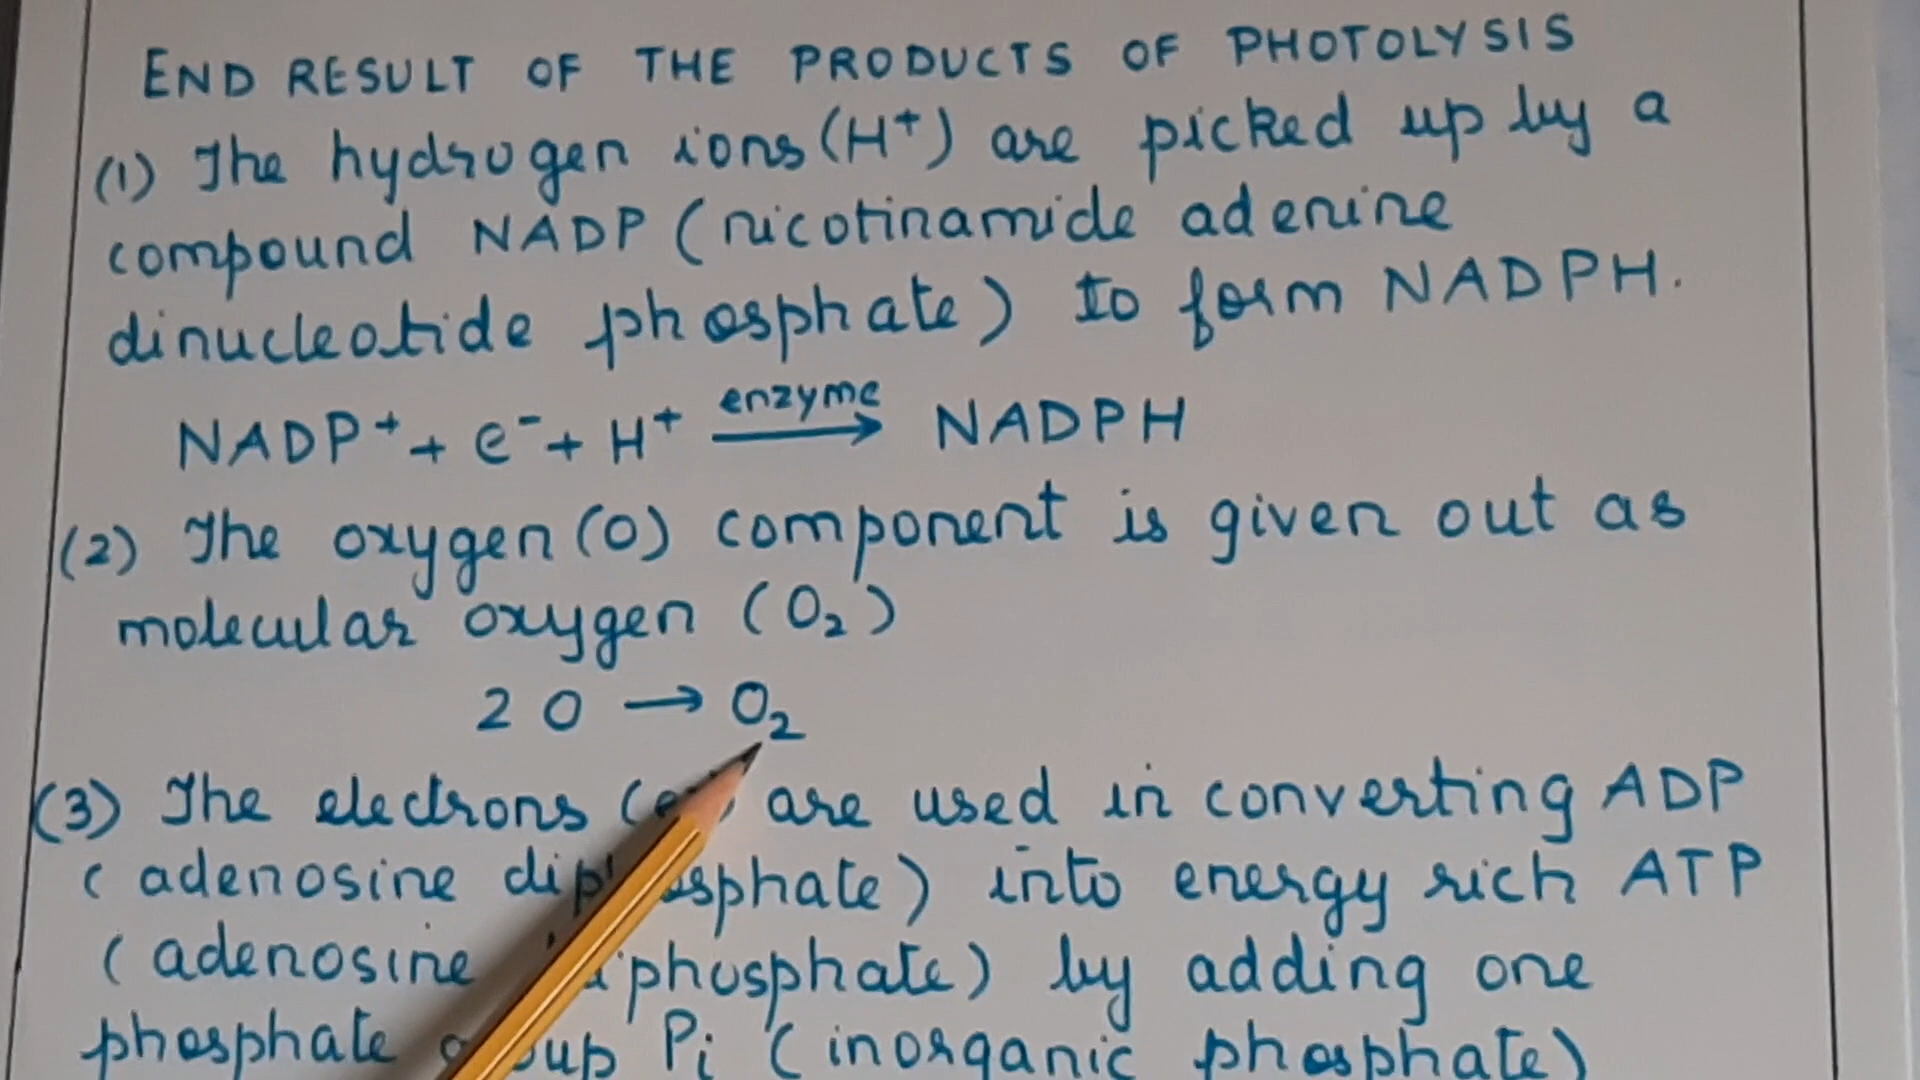 END RESULT OF THE PRODUCTS OF PHOTOLYSIS
(1) The hydrogen ions (H⁺) are picked up by a
compound NADP (nicotinamide adenine
dinucleotide phosphate) to form NADPH.
NADP⁺ + e⁻ + H⁺ enzyme → NADPH
(2) The oxygen (O) component is given out as
molecular oxygen (O₂)
2 O → O₂
(3) The electrons are used in converting ADP
(adenosine diphosphate) into energy rich ATP
(adenosine triphosphate) by adding one
phosphate group Pi (inorganic phosphate)